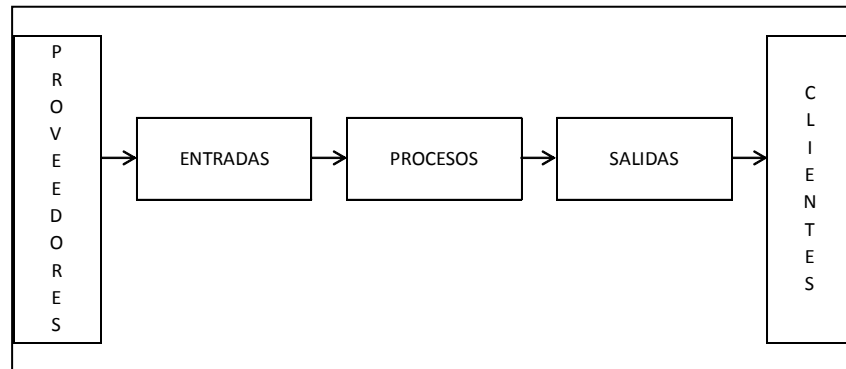 PROVEEDORES
ENTRADAS
PROCESOS
SALIDAS
CLIENTES